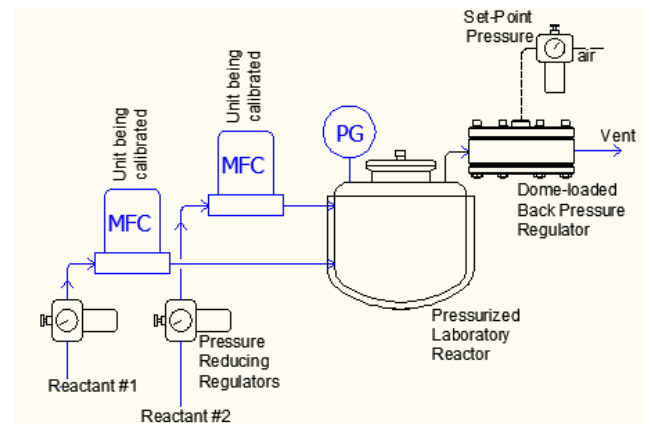 Set-Point
Pressure
air
Unit being
calibrated
Unit being
calibrated
MFC
MFC
PG
Vent
Dome-loaded
Back Pressure
Regulator
Pressurized
Laboratory
Reactor
Pressure
Reducing
Regulators
Reactant #1
Reactant #2